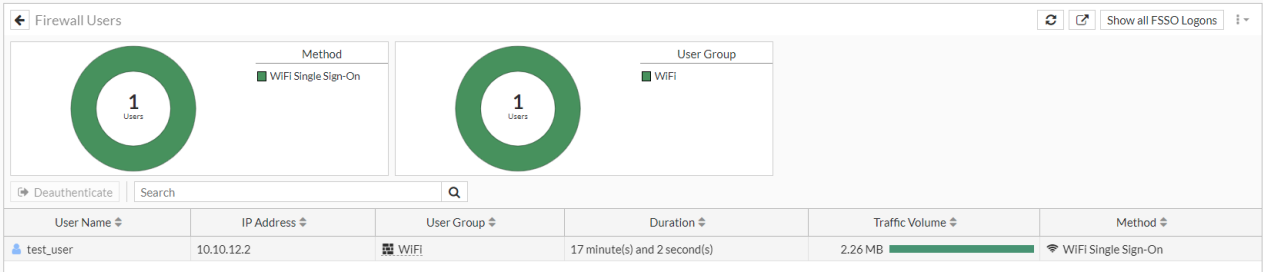 Firewall Users
Show all FSSO Logons
Method
WiFi Single Sign-On
1
Users
User Group
WiFi
1
Users
Deauthenticate
Search
User Name IP Address User Group Duration Traffic Volume Method
test_user 10.10.12.2 WiFi 17 minute(s) and 2 second(s) 2.26 MB WiFi Single Sign-On